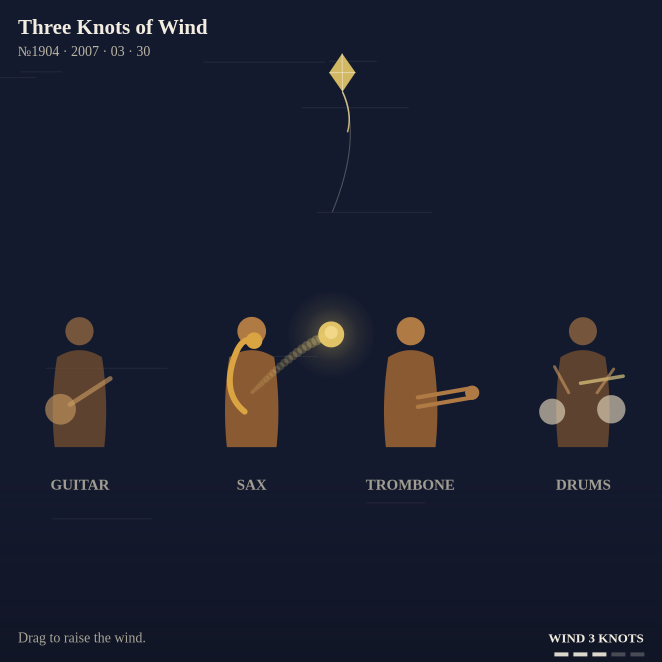 Three Knots of Wind
№1904 · 2007 · 03 · 30
GUITAR
SAX
TROMBONE
DRUMS
Drag to raise the wind.
WIND 3 KNOTS